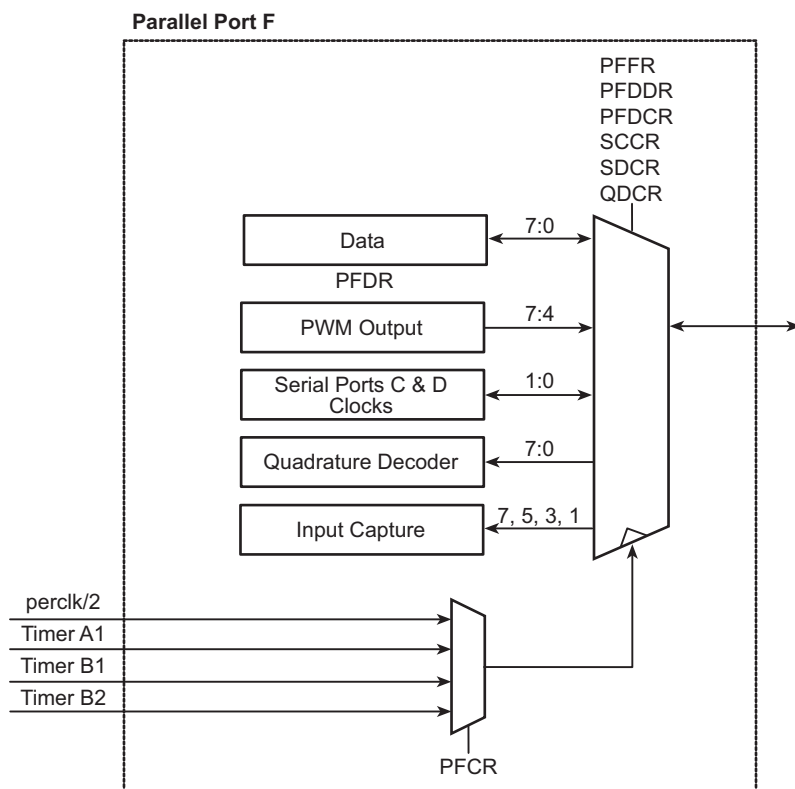 Parallel Port F
PFFR
PFDDR
PFDCR
SCCR
SDCR
QDCR
Data
7:0
PFDR
PWM Output
7:4
Serial Ports C & D
Clocks
1:0
Quadrature Decoder
7:0
Input Capture
7, 5, 3, 1
perclk/2
Timer A1
Timer B1
Timer B2
PFCR